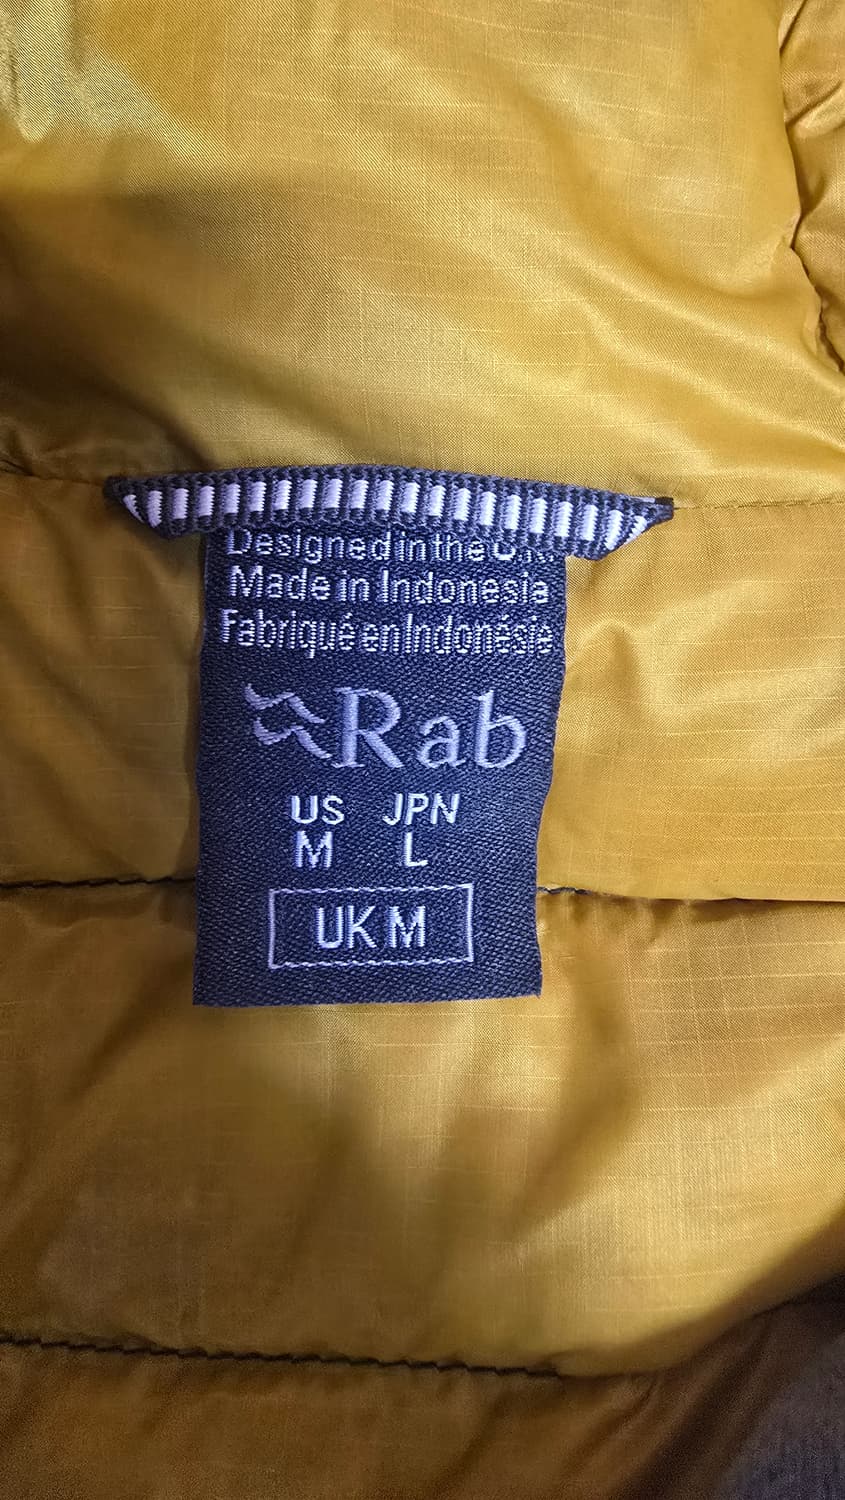 Designed in the U.K.
Made in Indonesia
Fabriqué en Indonésie
Rab
US JPN
M L
UK M